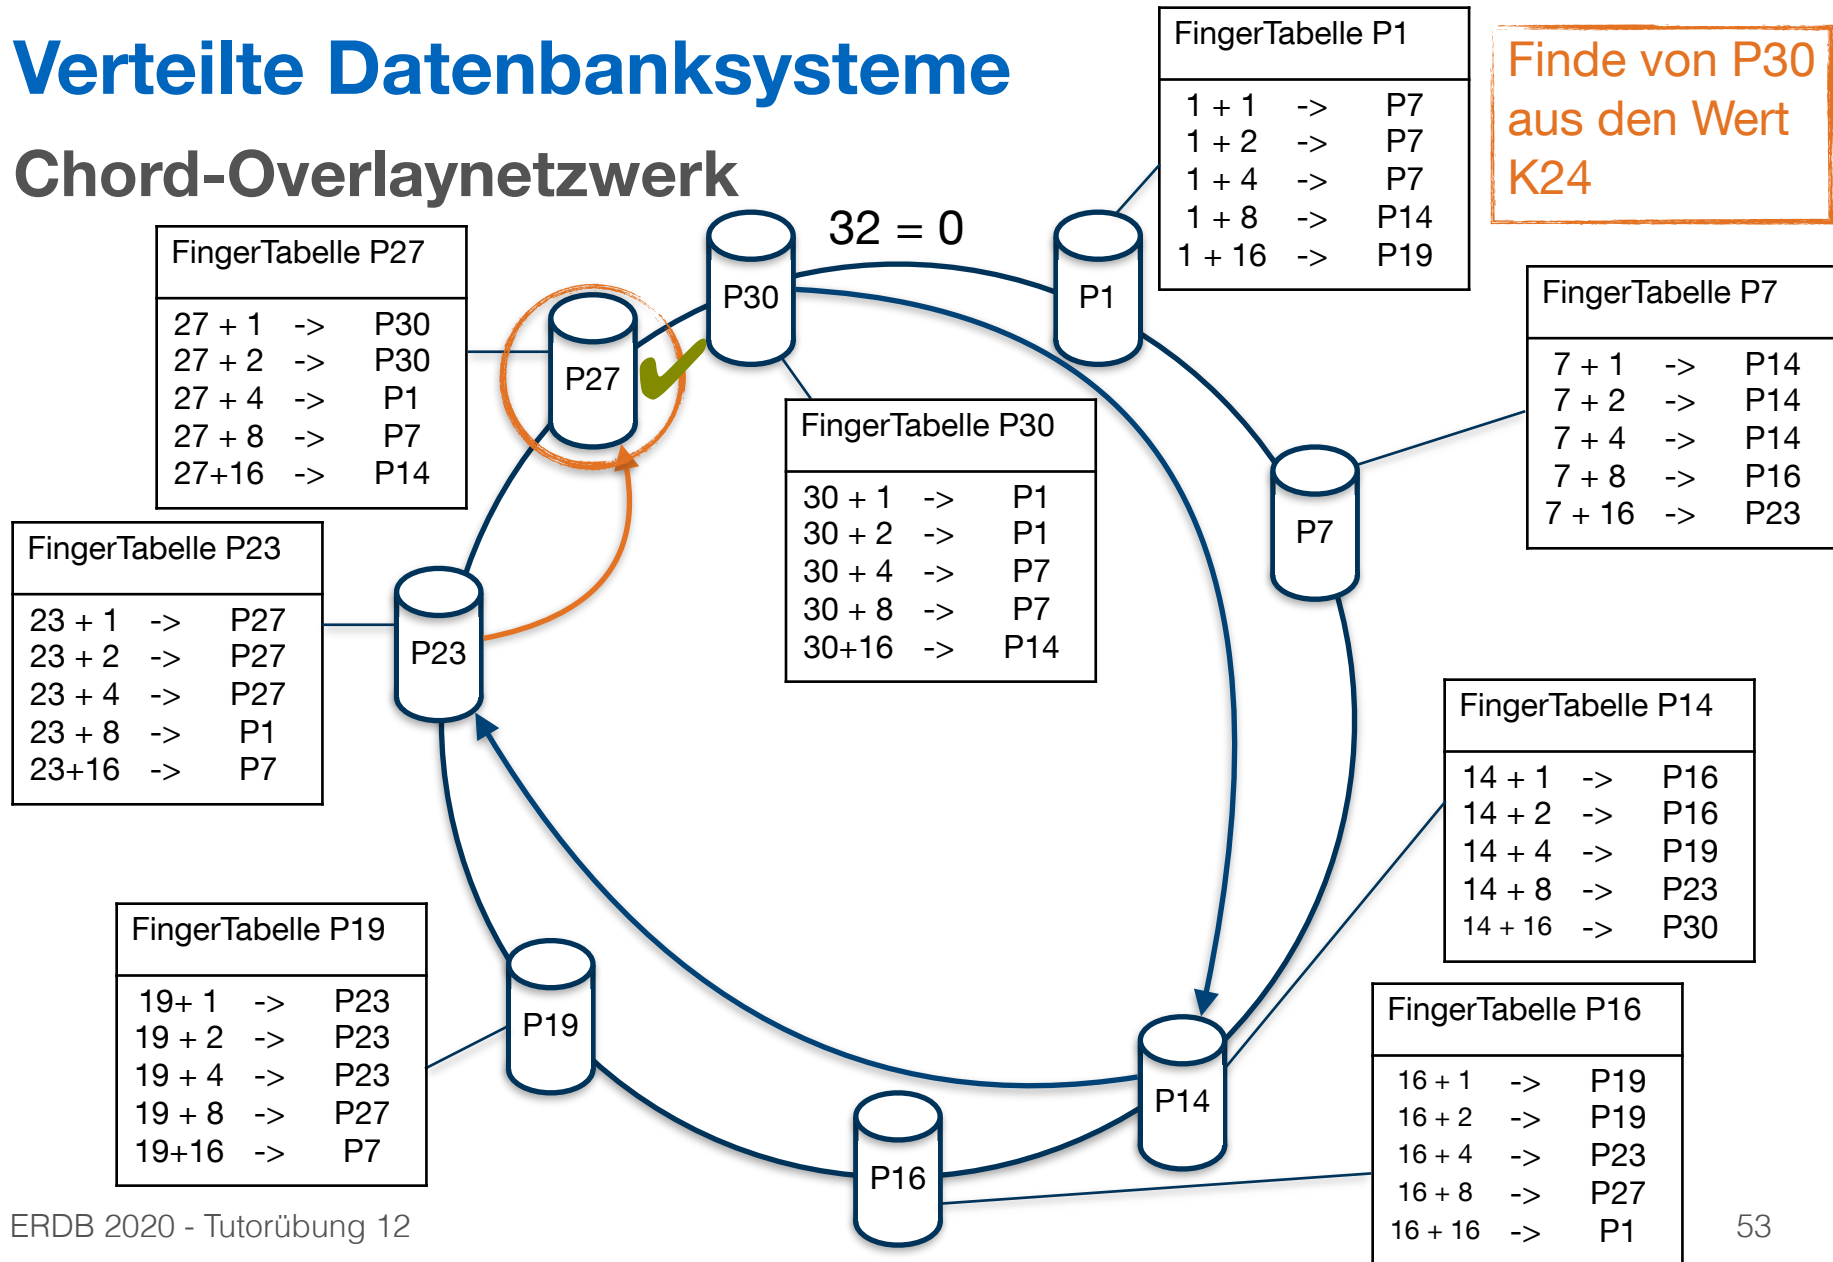 Verteilte Datenbanksysteme
Chord-Overlaynetzwerk
Finde von P30
aus den Wert
K24
32 = 0
FingerTabelle P1
1 + 1 -> P7
1 + 2 -> P7
1 + 4 -> P7
1 + 8 -> P14
1 + 16 -> P19
FingerTabelle P27
27 + 1 -> P30
27 + 2 -> P30
27 + 4 -> P1
27 + 8 -> P7
27+16 -> P14
P30
P1
P27
FingerTabelle P7
7 + 1 -> P14
7 + 2 -> P14
7 + 4 -> P14
7 + 8 -> P16
7 + 16 -> P23
FingerTabelle P30
30 + 1 -> P1
30 + 2 -> P1
30 + 4 -> P7
30 + 8 -> P7
30+16 -> P14
P7
FingerTabelle P23
23 + 1 -> P27
23 + 2 -> P27
23 + 4 -> P27
23 + 8 -> P1
23+16 -> P7
P23
FingerTabelle P14
14 + 1 -> P16
14 + 2 -> P16
14 + 4 -> P19
14 + 8 -> P23
14 + 16 -> P30
FingerTabelle P19
19+ 1 -> P23
19 + 2 -> P23
19 + 4 -> P23
19 + 8 -> P27
19+16 -> P7
P19
P14
P16
FingerTabelle P16
16 + 1 -> P19
16 + 2 -> P19
16 + 4 -> P23
16 + 8 -> P27
16 + 16 -> P1
ERDB 2020 - Tutorübung 12
53